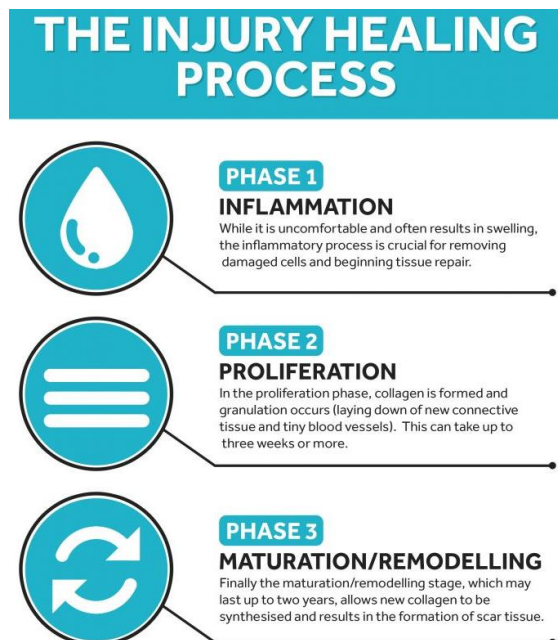 THE INJURY HEALING
PROCESS
PHASE 1
INFLAMMATION
While it is uncomfortable and often results in swelling,
the inflammatory process is crucial for removing
damaged cells and beginning tissue repair.
PHASE 2
PROLIFERATION
In the proliferation phase, collagen is formed and
granulation occurs (laying down of new connective
tissue and tiny blood vessels). This can take up to
three weeks or more.
PHASE 3
MATURATION/REMODELLING
Finally the maturation/remodelling stage, which may
last up to two years, allows new collagen to be
synthesised and results in the formation of scar tissue.